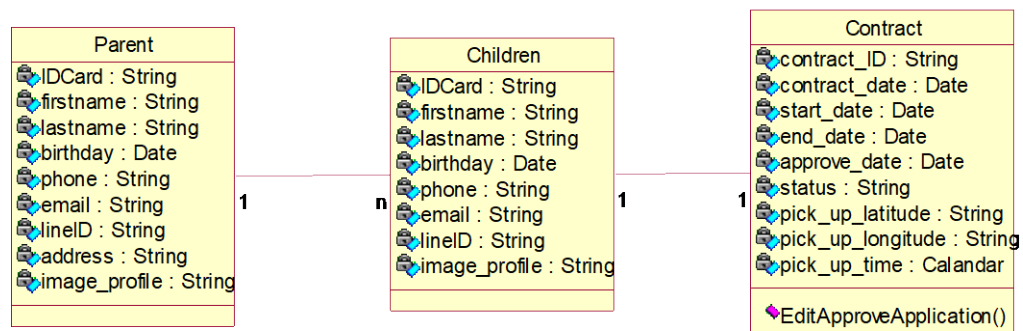 Parent
IDCard : String
firstname : String
lastname : String
birthday : Date
phone : String
email : String
lineID : String
address : String
image_profile : String
1
n
Children
IDCard : String
firstname : String
lastname : String
birthday : Date
phone : String
email : String
lineID : String
image_profile : String
1
1
Contract
contract_ID : String
contract_date : Date
start_date : Date
end_date : Date
approve_date : Date
status : String
pick_up_latitude : String
pick_up_longitude : String
pick_up_time : Calandar
EditApproveApplication()